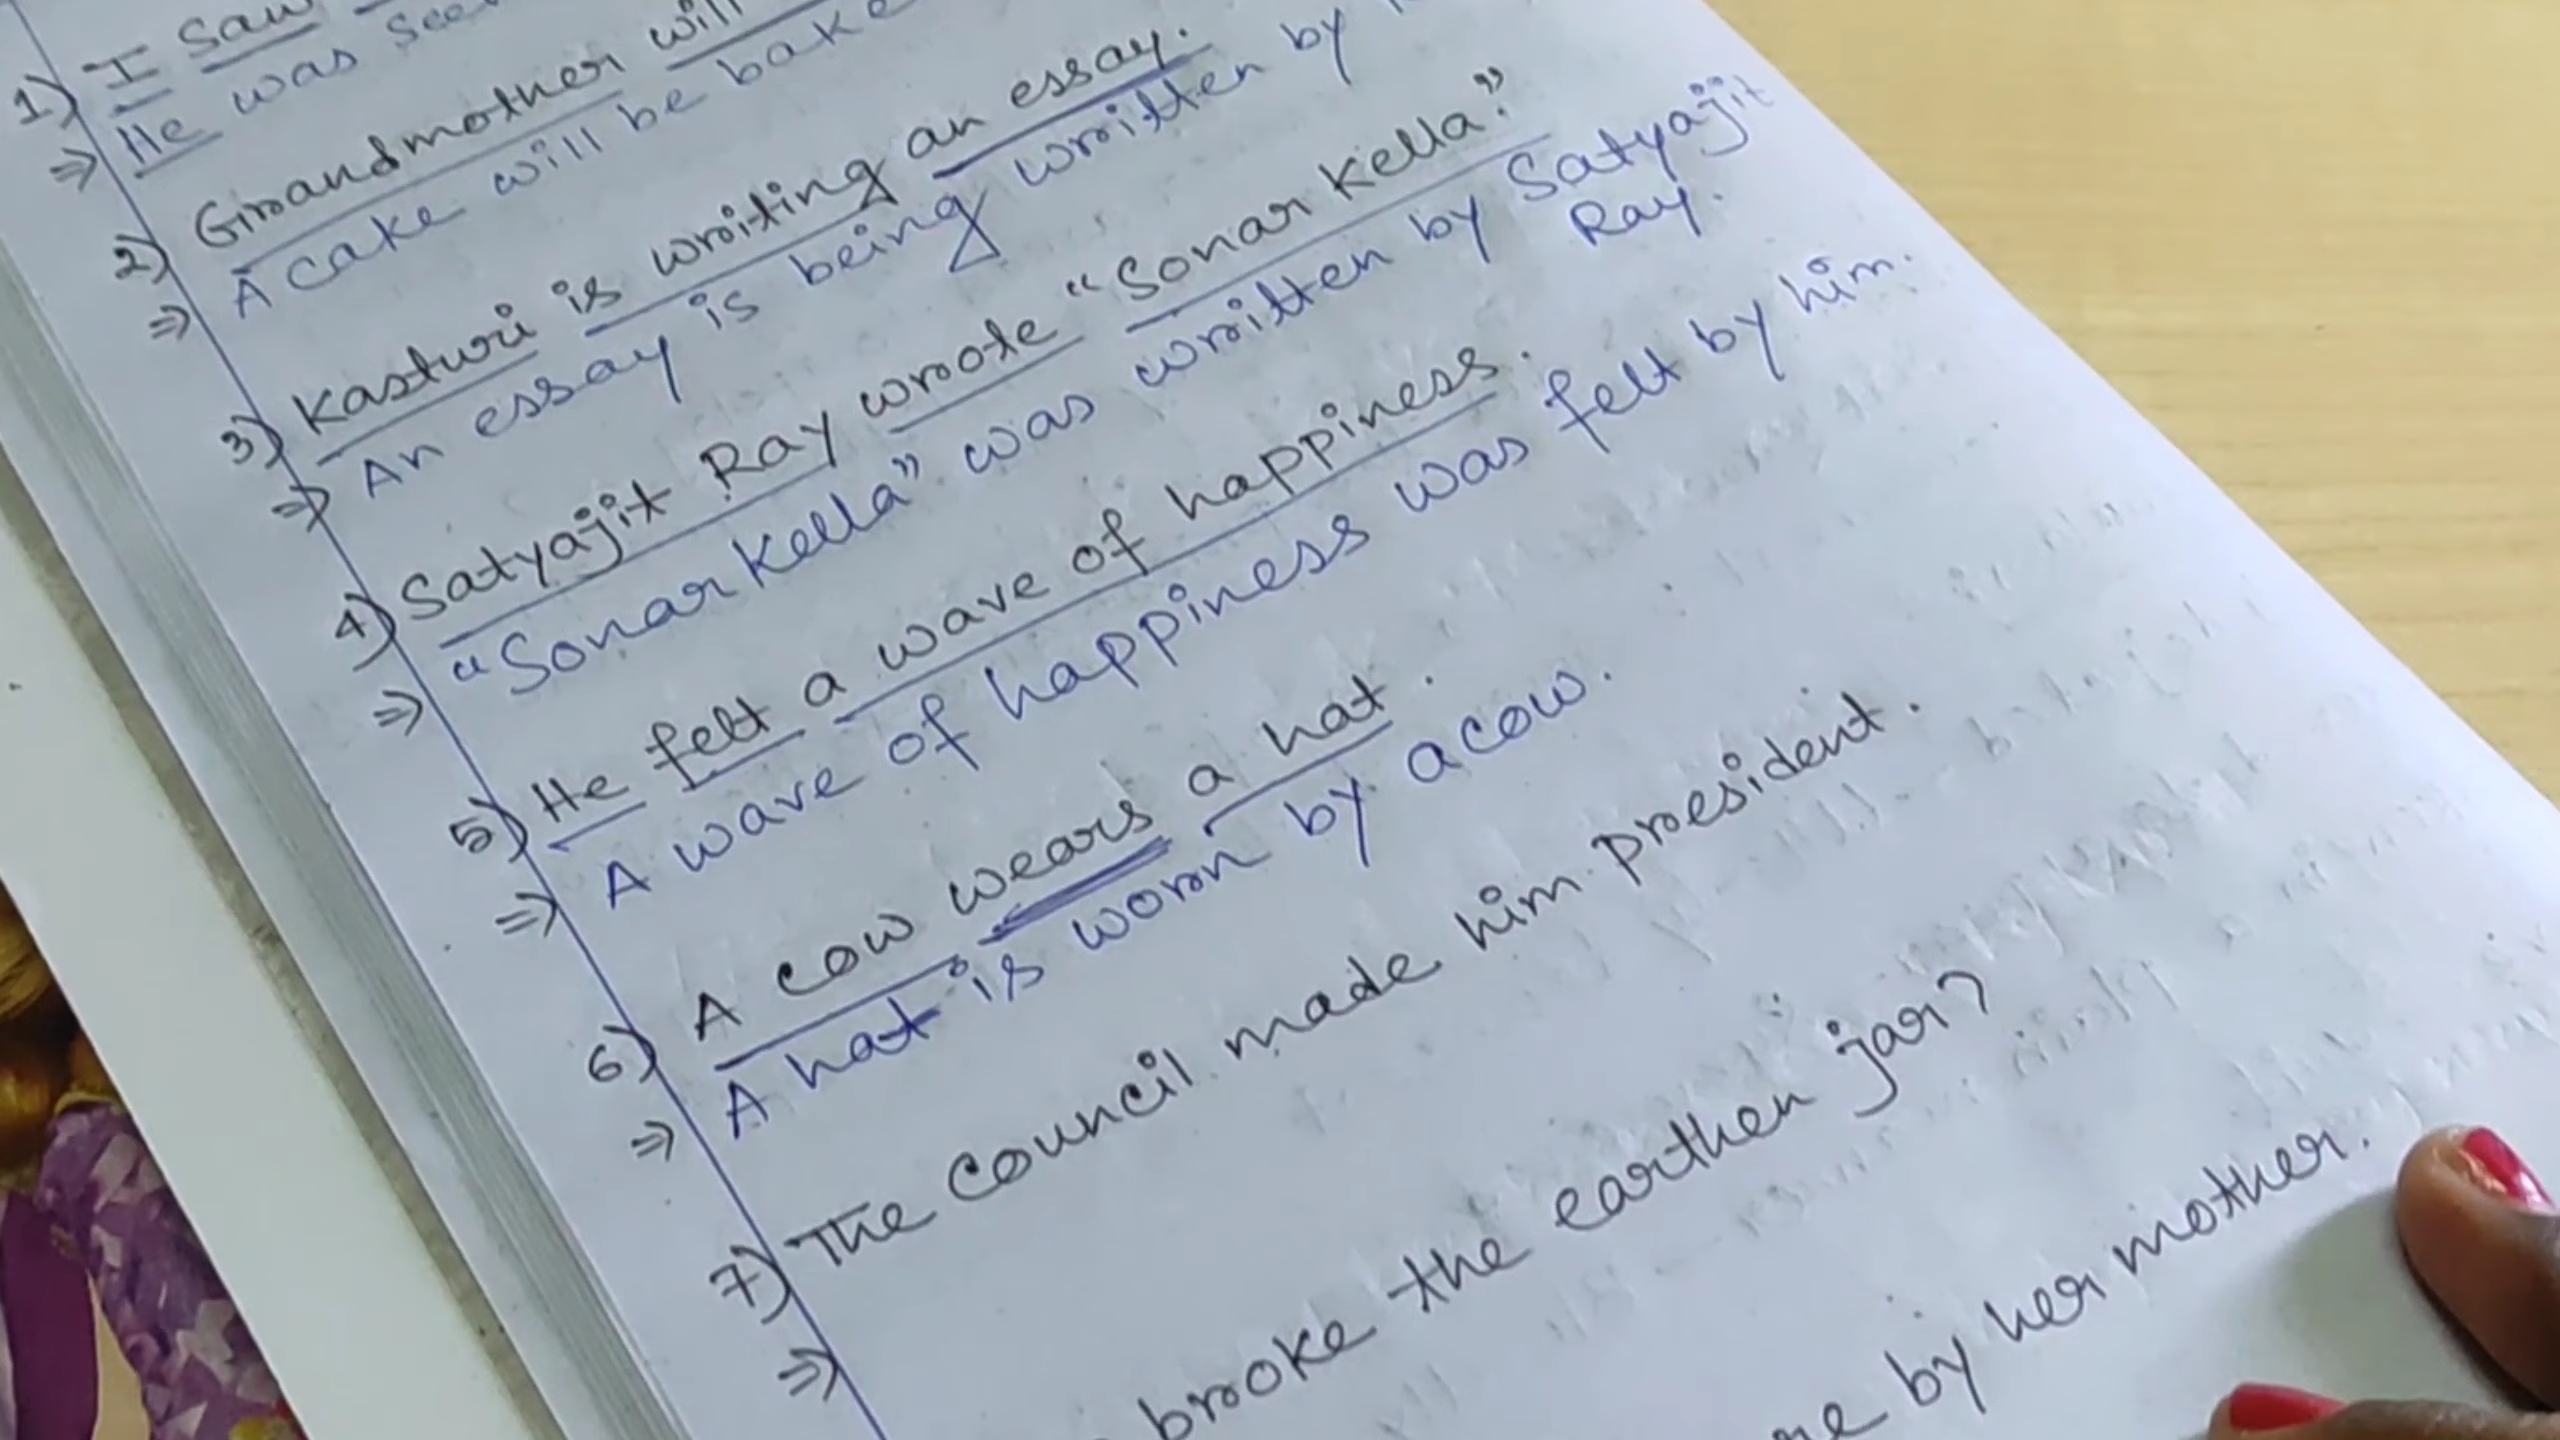 1) I saw
⇒ He was see
2) Grandmother will
⇒ A cake will be bake
3) Kasturi is writing an essay.
⇒ An essay is being written by
4) Satyajit Ray wrote "Sonar Kella".
⇒ "Sonar Kella" was written by Satyajit
Ray.
5) He felt a wave of happiness.
⇒ A wave of happiness was felt by him.
6) A cow wears a hat.
⇒ A hat is worn by a cow.
7) The Council made him president.
⇒
broke the earthen jar?
by her mother.